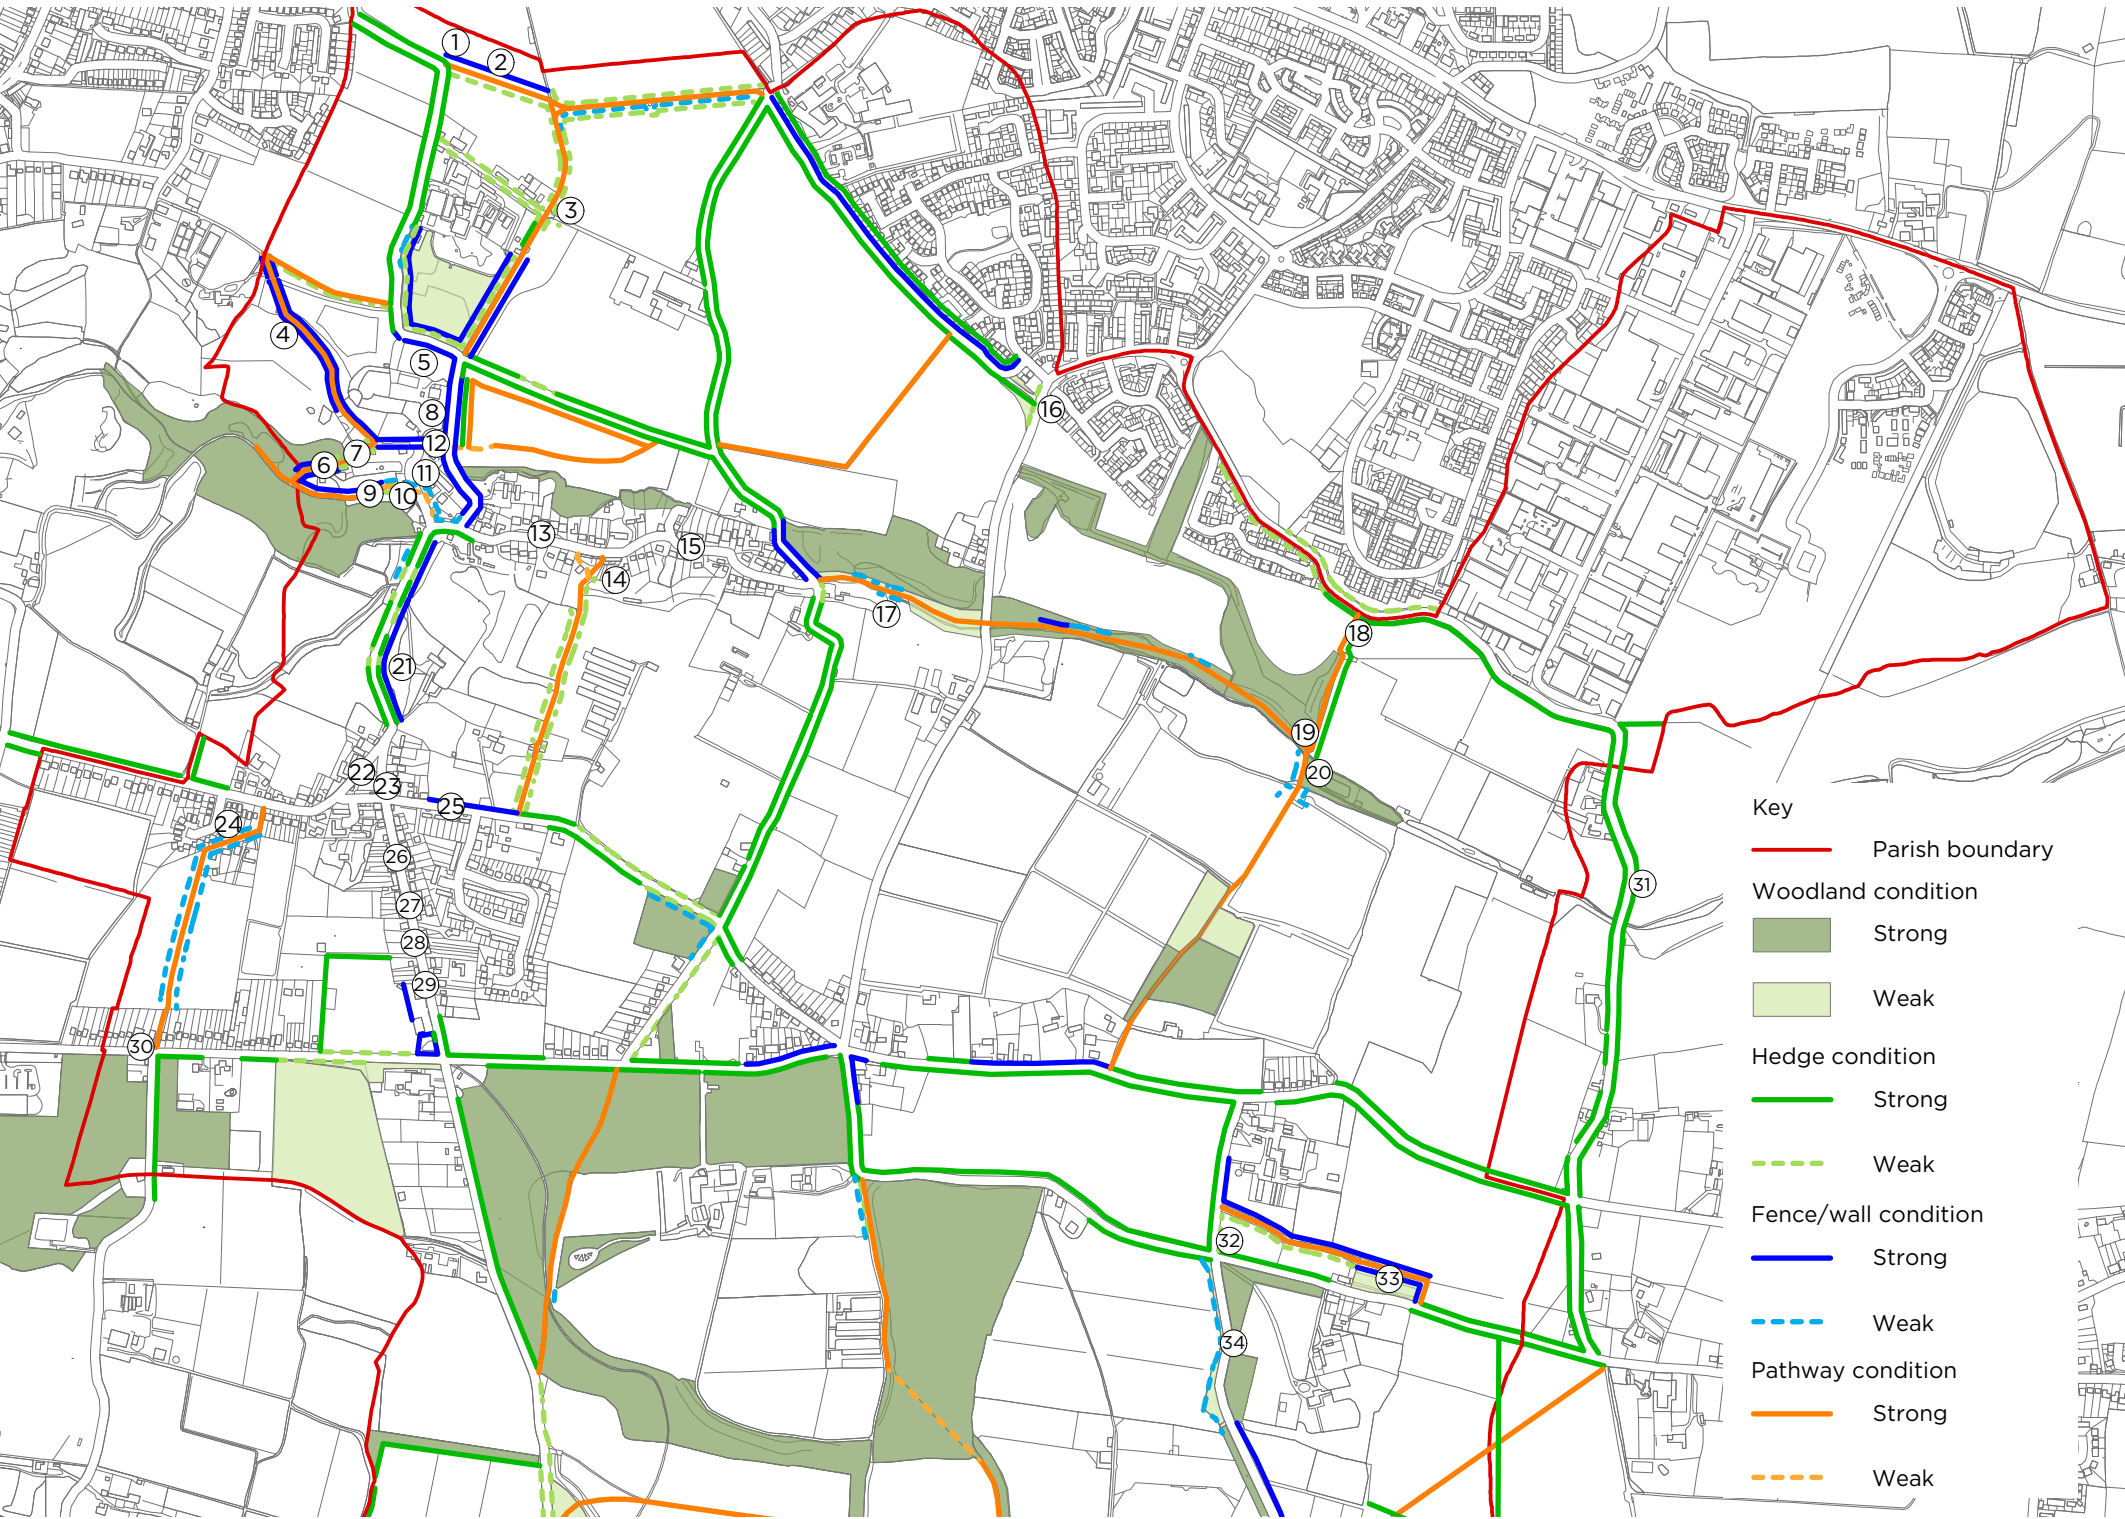 1
2
3
4
5
6
7
8
9
10
11
12
13
14
15
16
17
18
19
20
21
22
23
24
25
26
27
28
29
30
31
32
33
34
Key
Parish boundary
Woodland condition
Strong
Weak
Hedge condition
Strong
Weak
Fence/wall condition
Strong
Weak
Pathway condition
Strong
Weak